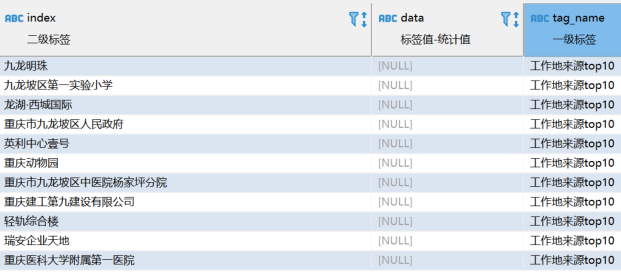 ABC index ABC data ABC tag_name
二级标签 标签值-统计值 一级标签
九龙明珠 [NULL] 工作地来源top10
九龙坡区第一实验小学 [NULL] 工作地来源top10
龙湖·西城国际 [NULL] 工作地来源top10
重庆市九龙坡区人民政府 [NULL] 工作地来源top10
英利中心壹号 [NULL] 工作地来源top10
重庆动物园 [NULL] 工作地来源top10
重庆市九龙坡区中医院杨家坪分院 [NULL] 工作地来源top10
重庆建工第九建设有限公司 [NULL] 工作地来源top10
轻轨综合楼 [NULL] 工作地来源top10
瑞安企业天地 [NULL] 工作地来源top10
重庆医科大学附属第一医院 [NULL] 工作地来源top10